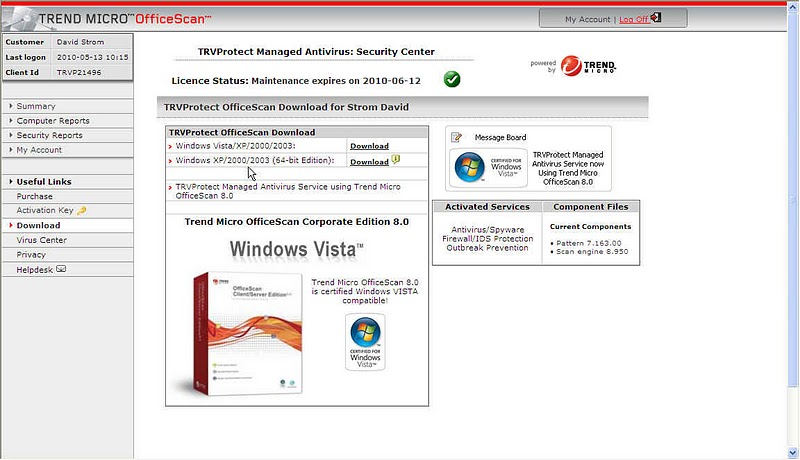 TREND MICRO™ OfficeScan™
My Account | Log Off
Customer David Strom
Last logon 2010-05-13 10:15
Client Id TRVP21496
Summary
Computer Reports
Security Reports
My Account
Useful Links
Purchase
Activation Key
Download
Virus Center
Privacy
Helpdesk
TRVProtect Managed Antivirus: Security Center
Licence Status: Maintenance expires on 2010-06-12
powered
by
TREND
MICRO™
TRVProtect OfficeScan Download for Strom David
TRVProtect OfficeScan Download
Windows Vista/XP/2000/2003: Download
Windows XP/2000/2003 (64-bit Edition): Download
TRVProtect Managed Antivirus Service using Trend Micro
OfficeScan 8.0
Trend Micro OfficeScan Corporate Edition 8.0
Windows Vista™
OfficeScan
Client/Server Edition
Trend Micro OfficeScan 8.0
is certified Windows VISTA
compatible!
CERTIFIED FOR
Windows
Vista™
Message Board
CERTIFIED FOR
Windows
Vista™
TRVProtect Managed
Antivirus Service now
Using Trend Micro
OfficeScan 8.0
Activated Services
Antivirus/Spyware
Firewall/IDS Protection
Outbreak Prevention
Component Files
Current Components
• Pattern 7.163.00
• Scan engine 8.950